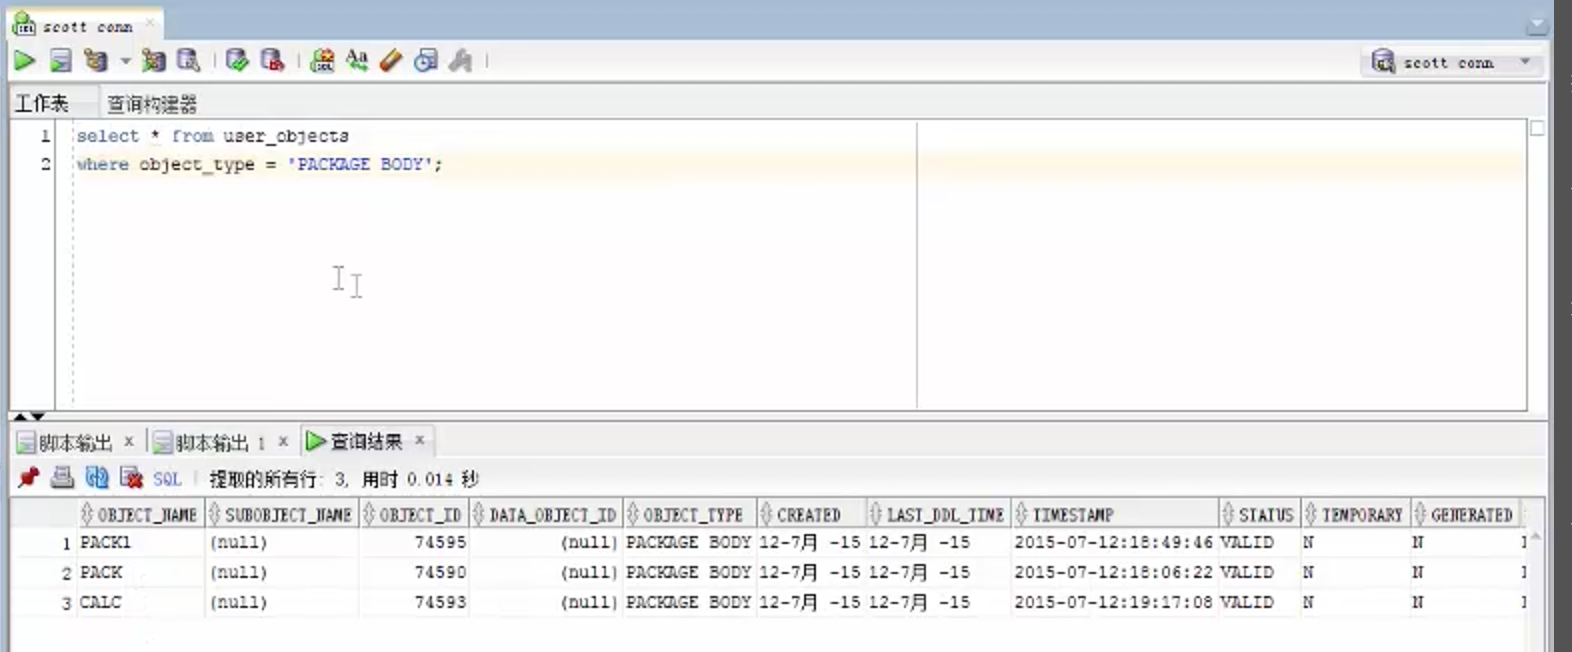 scott conn
scott conn
工作表 查询构建器
1 select * from user_objects
2 where object_type = 'PACKAGE BODY';
脚本输出 × 脚本输出 1 × 查询结果 ×
SQL 提取的所有行: 3, 用时 0.014 秒
OBJECT_NAME SUBOBJECT_NAME OBJECT_ID DATA_OBJECT_ID OBJECT_TYPE CREATED LAST_DDL_TIME TIMESTAMP STATUS TEMPORARY GENERATED
1 PACK1 (null) 74595 (null) PACKAGE BODY 12-7月 -15 12-7月 -15 2015-07-12:18:49:46 VALID N N
2 PACK (null) 74590 (null) PACKAGE BODY 12-7月 -15 12-7月 -15 2015-07-12:18:06:22 VALID N N
3 CALC (null) 74593 (null) PACKAGE BODY 12-7月 -15 12-7月 -15 2015-07-12:19:17:08 VALID N N